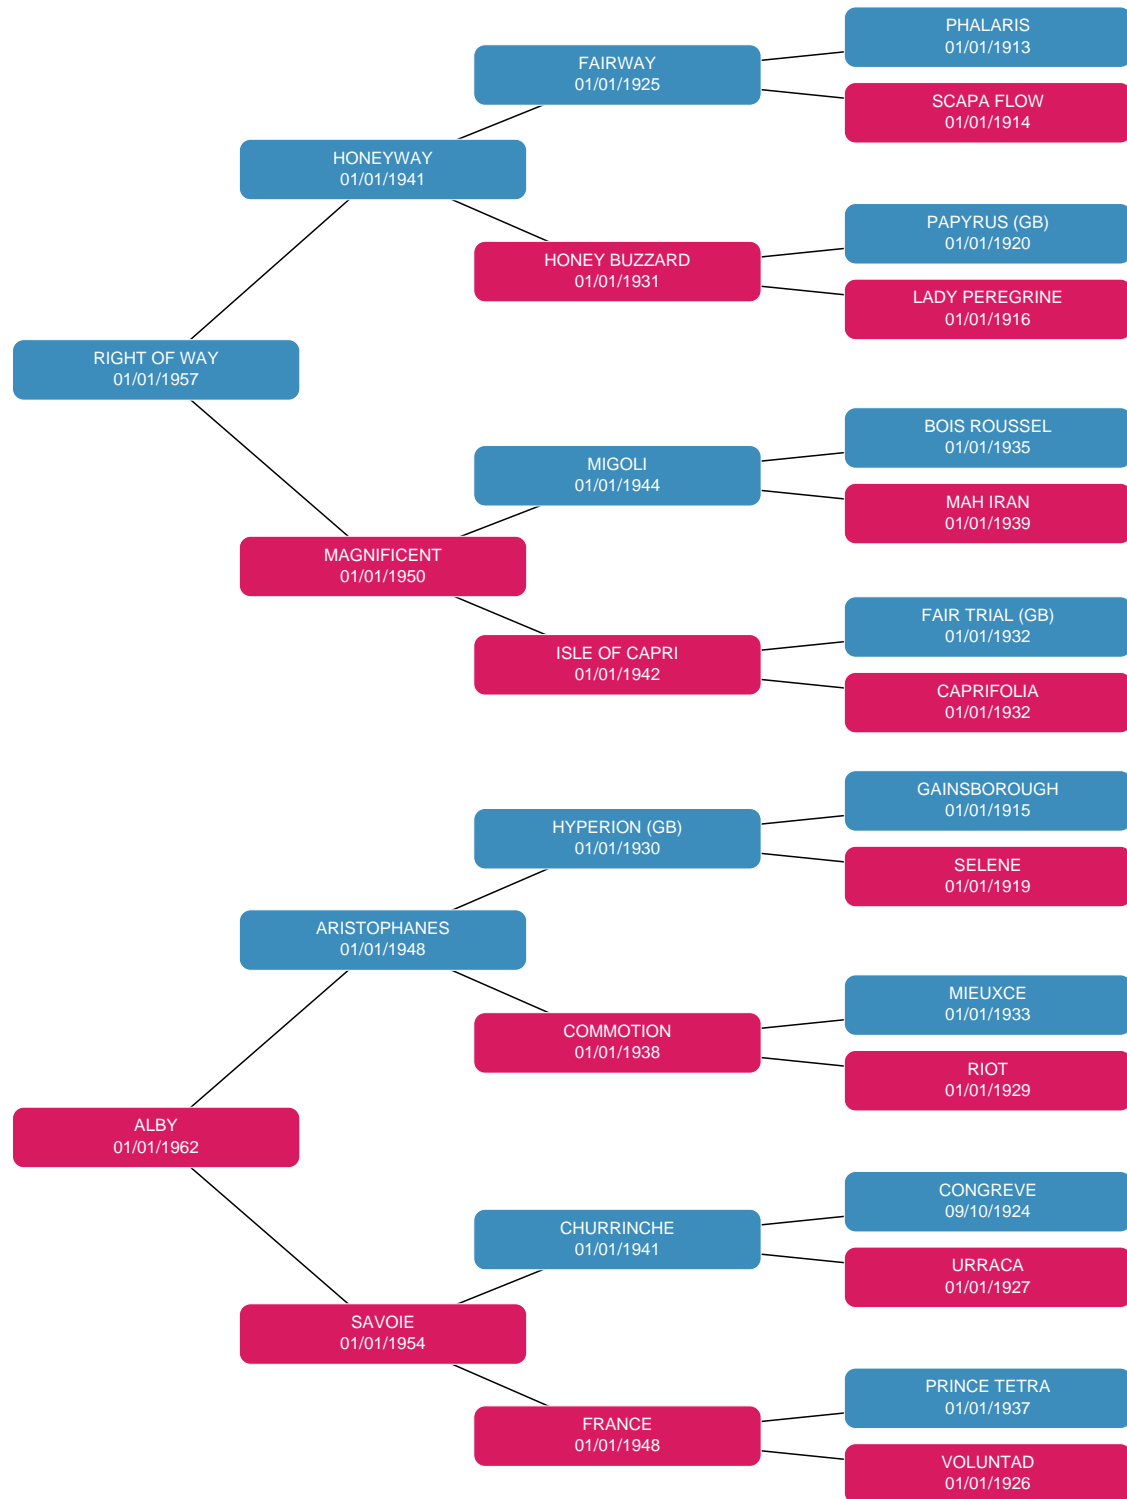 PHALARIS
01/01/1913
FAIRWAY
01/01/1925
SCAPA FLOW
01/01/1914
HONEYWAY
01/01/1941
PAPYRUS (GB)
01/01/1920
HONEY BUZZARD
01/01/1931
LADY PEREGRINE
01/01/1916
RIGHT OF WAY
01/01/1957
BOIS ROUSSEL
01/01/1935
MIGOLI
01/01/1944
MAH IRAN
01/01/1939
MAGNIFICENT
01/01/1950
FAIR TRIAL (GB)
01/01/1932
ISLE OF CAPRI
01/01/1942
CAPRIFOLIA
01/01/1932
GAINSBOROUGH
01/01/1915
HYPERION (GB)
01/01/1930
SELENE
01/01/1919
ARISTOPHANES
01/01/1948
MIEUXCE
01/01/1933
COMMOTION
01/01/1938
RIOT
01/01/1929
ALBY
01/01/1962
CONGREVE
09/10/1924
CHURRINCHE
01/01/1941
URRACA
01/01/1927
SAVOIE
01/01/1954
PRINCE TETRA
01/01/1937
FRANCE
01/01/1948
VOLUNTAD
01/01/1926